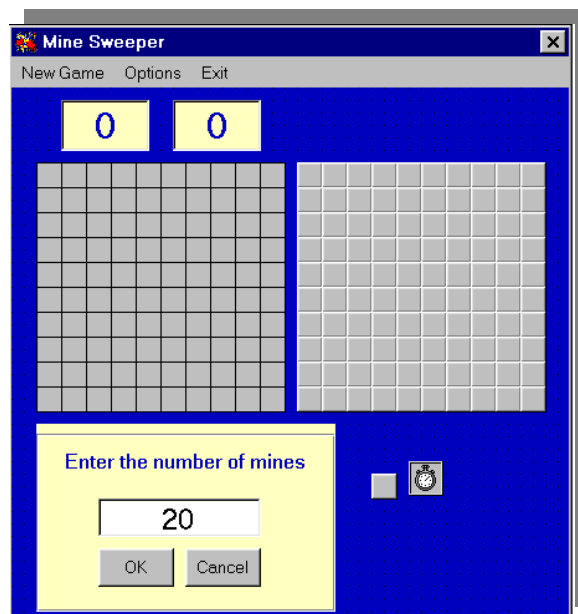 Mine Sweeper
New Game Options Exit
0 0
Enter the number of mines
20
OK Cancel